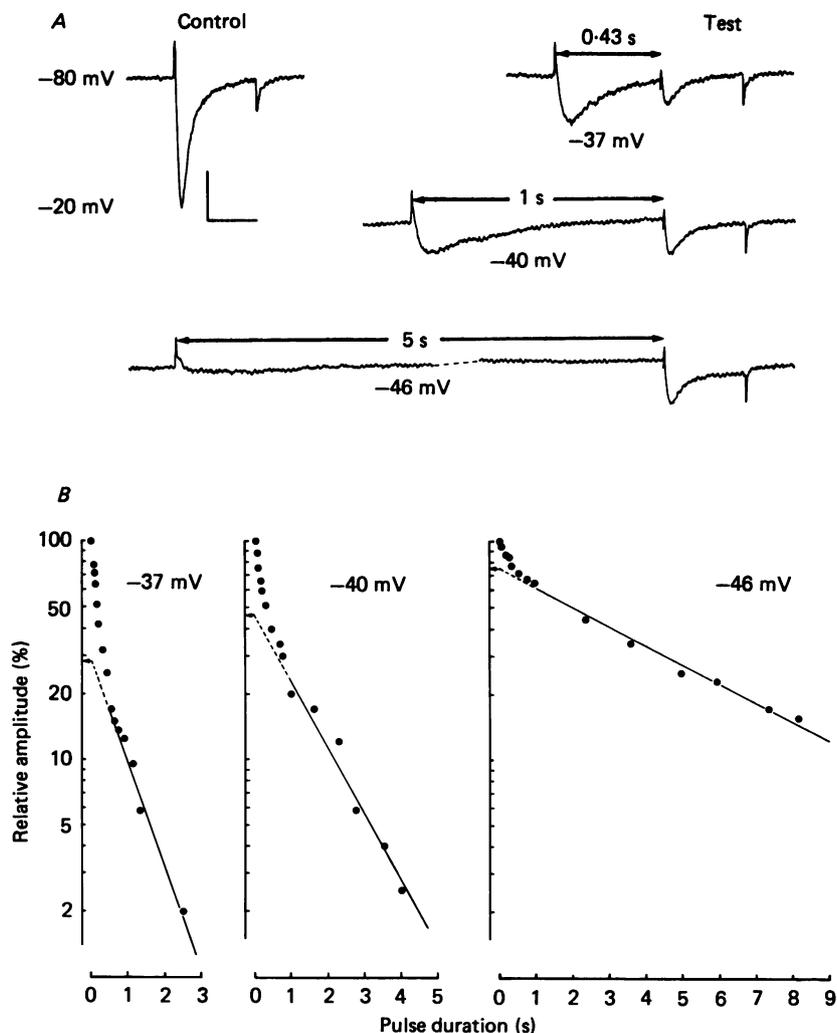 A Control Test
−80 mV
0·43 s
−37 mV
−20 mV
1 s
−40 mV
5 s
−46 mV
B
Relative amplitude (%)
100
50
20
10
5
2
−37 mV
−40 mV
−46 mV
0 1 2 3
0 1 2 3 4 5
0 1 2 3 4 5 6 7 8 9
Pulse duration (s)